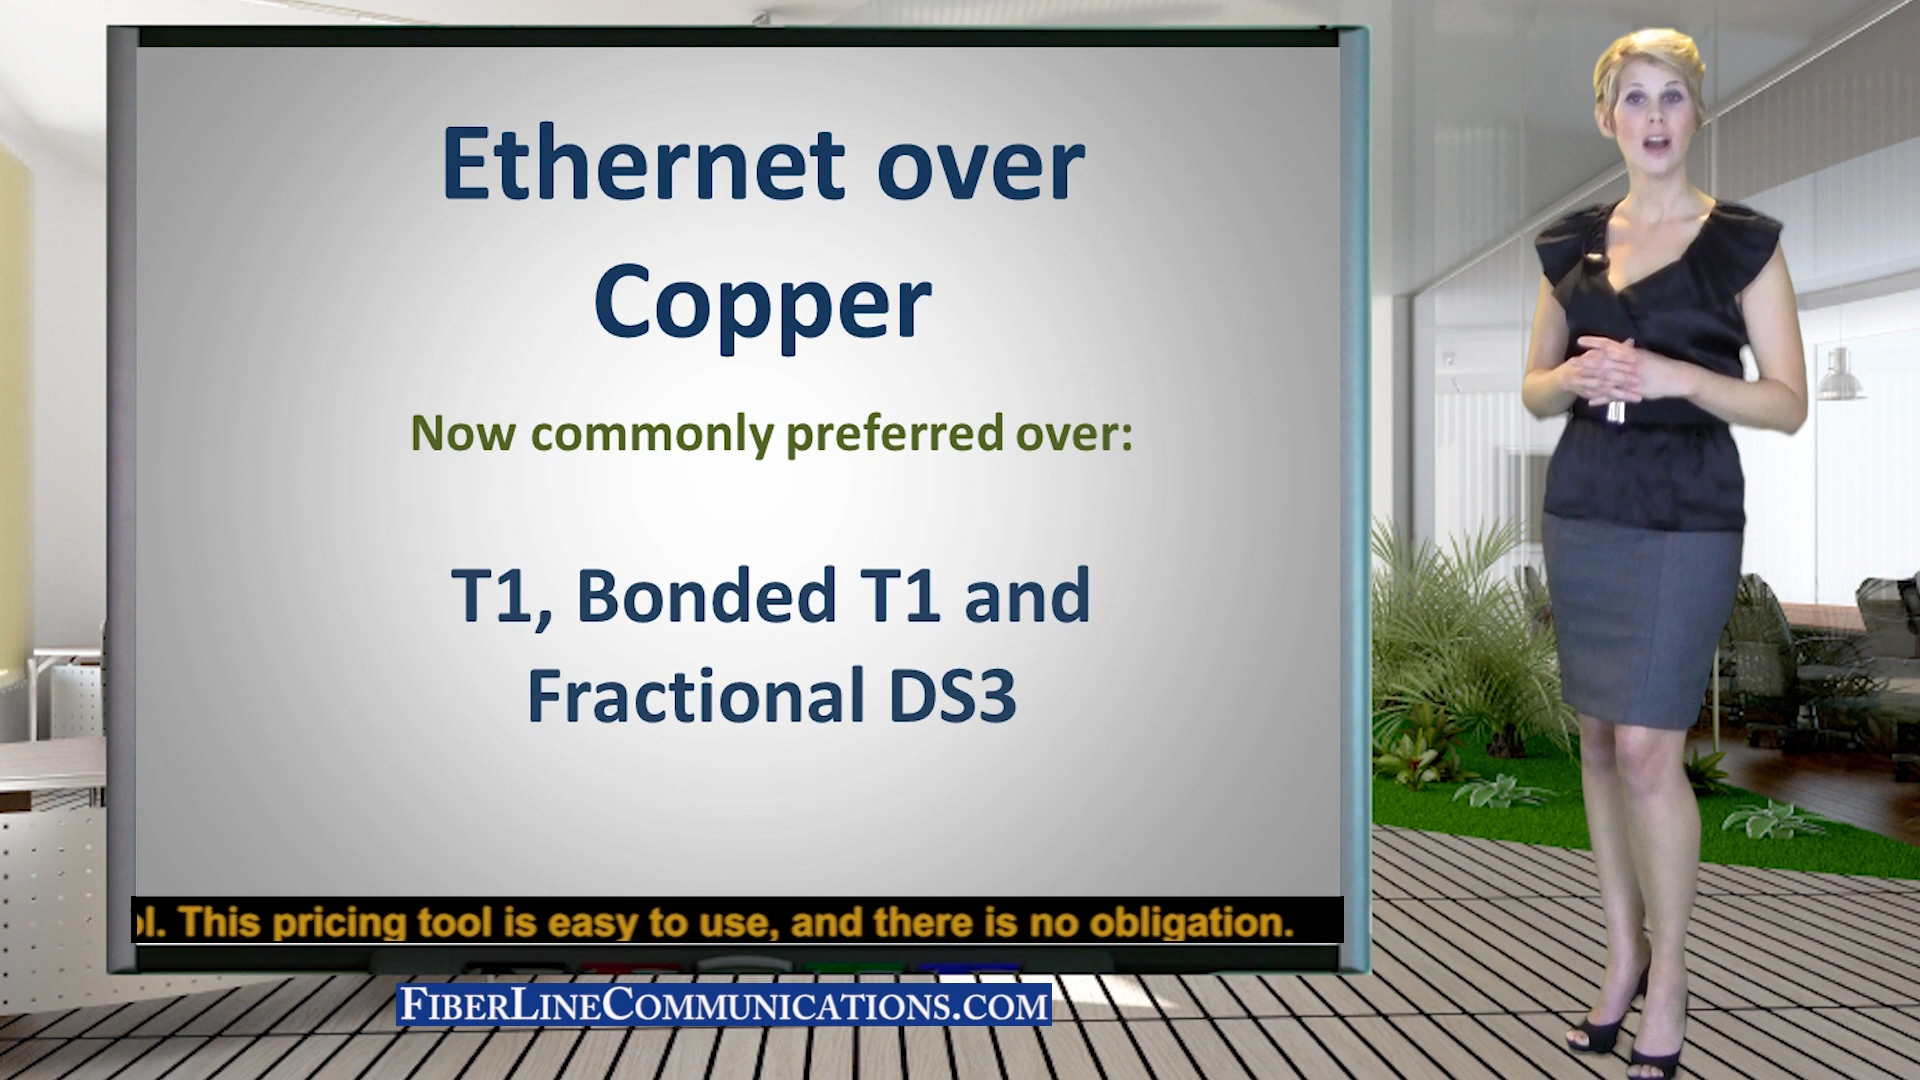 Ethernet over
Copper
Now commonly preferred over:
T1, Bonded T1 and
Fractional DS3
l. This pricing tool is easy to use, and there is no obligation.
FIBERLINECOMMUNICATIONS.COM